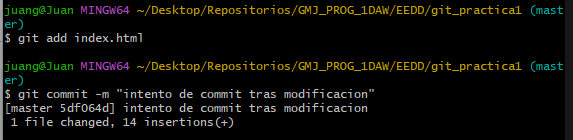 juang@Juan MINGW64 ~/Desktop/Repositorios/GMJ_PROG_1DAW/EEDD/git_practica1 (mast
er)
$ git add index.html
juang@Juan MINGW64 ~/Desktop/Repositorios/GMJ_PROG_1DAW/EEDD/git_practica1 (mast
er)
$ git commit -m "intento de commit tras modificacion"
[master 5df064d] intento de commit tras modificacion
 1 file changed, 14 insertions(+)